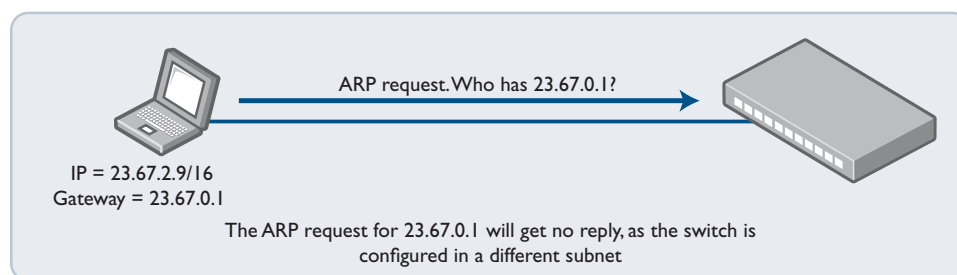 ARP request. Who has 23.67.0.1?
IP = 23.67.2.9/16
Gateway = 23.67.0.1
The ARP request for 23.67.0.1 will get no reply, as the switch is
configured in a different subnet